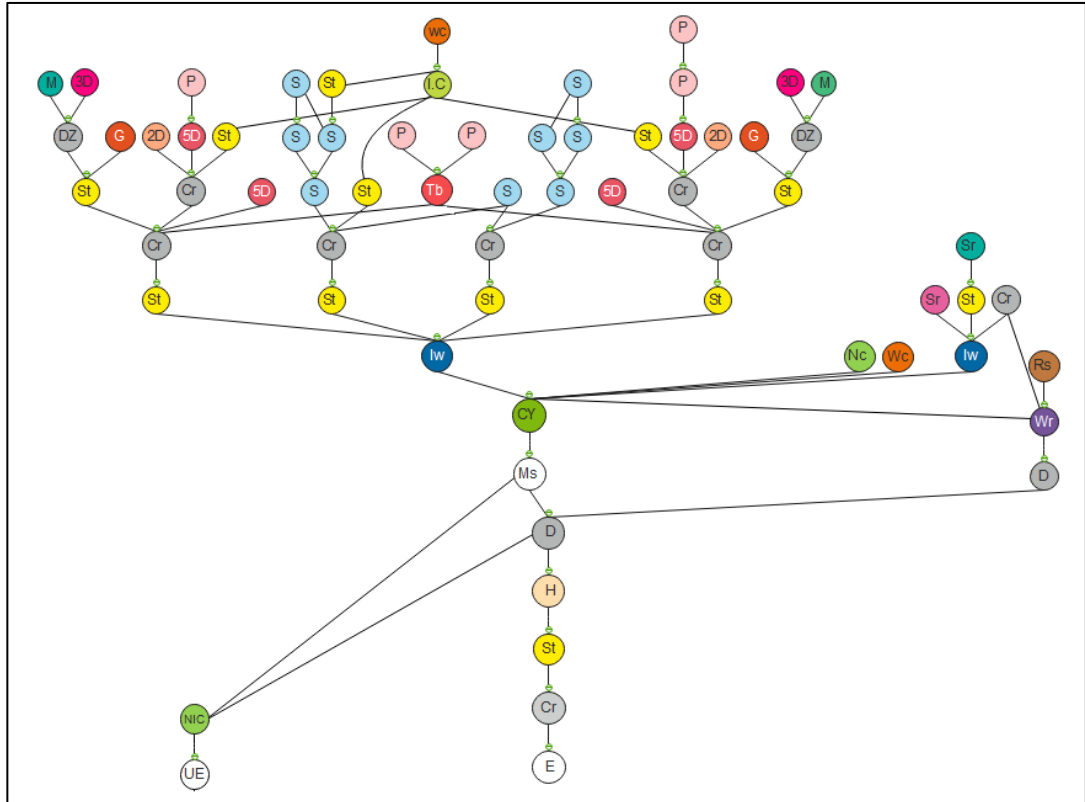 wc P
M 3D P S St I.C S P 3D M
DZ G 2D 5D St S S P P S S St 5D 2D G DZ
St Cr 5D S St Tb S S 5D Cr St
Cr Cr Cr Cr Sr
St St St St Sr St Cr
Iw Nc Wc Iw Rs
CY Wr
Ms D
D
H
St
Cr
NIC
UE E